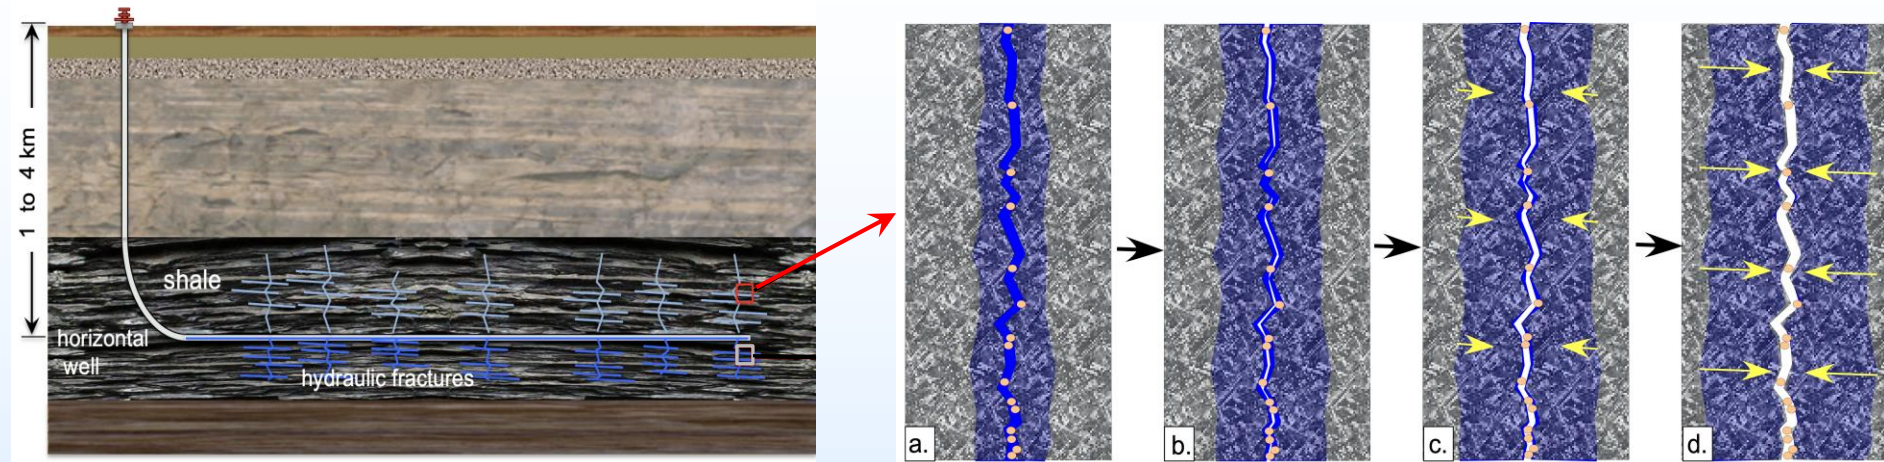 1 to 4 km
shale
horizontal
well
hydraulic fractures
a.
b.
c.
d.